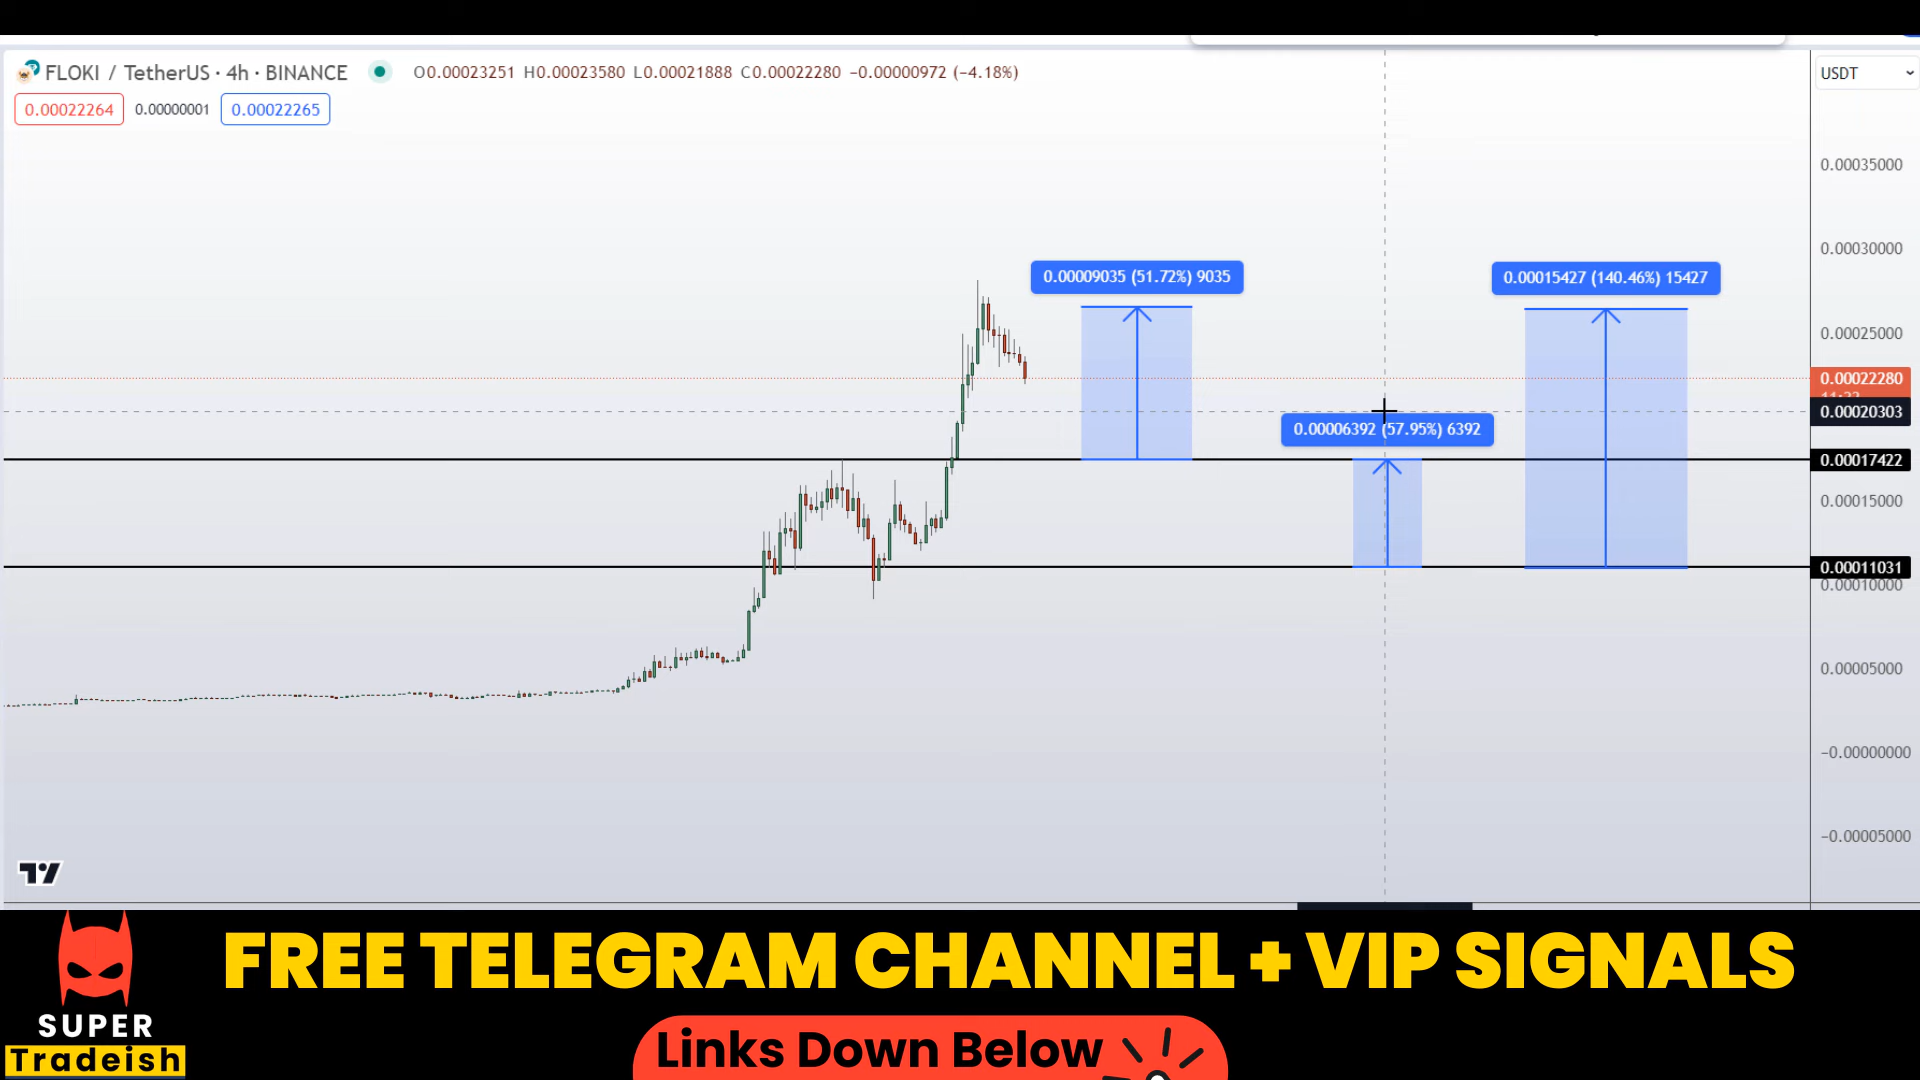 FLOKI / TetherUS · 4h · BINANCE
O0.00023251 H0.00023580 L0.00021888 C0.00022280 −0.00000972 (−4.18%)
USDT
0.00022264 0.00000001 0.00022265
0.00035000
0.00030000
0.00009035 (51.72%) 9035
0.00015427 (140.46%) 15427
0.00025000
0.00022280
0.00020303
0.00006392 (57.95%) 6392
0.00017422
0.00015000
0.00011031
0.00010000
0.00005000
−0.00000000
−0.00005000
FREE TELEGRAM CHANNEL + VIP SIGNALS
SUPER
Tradeish
Links Down Below